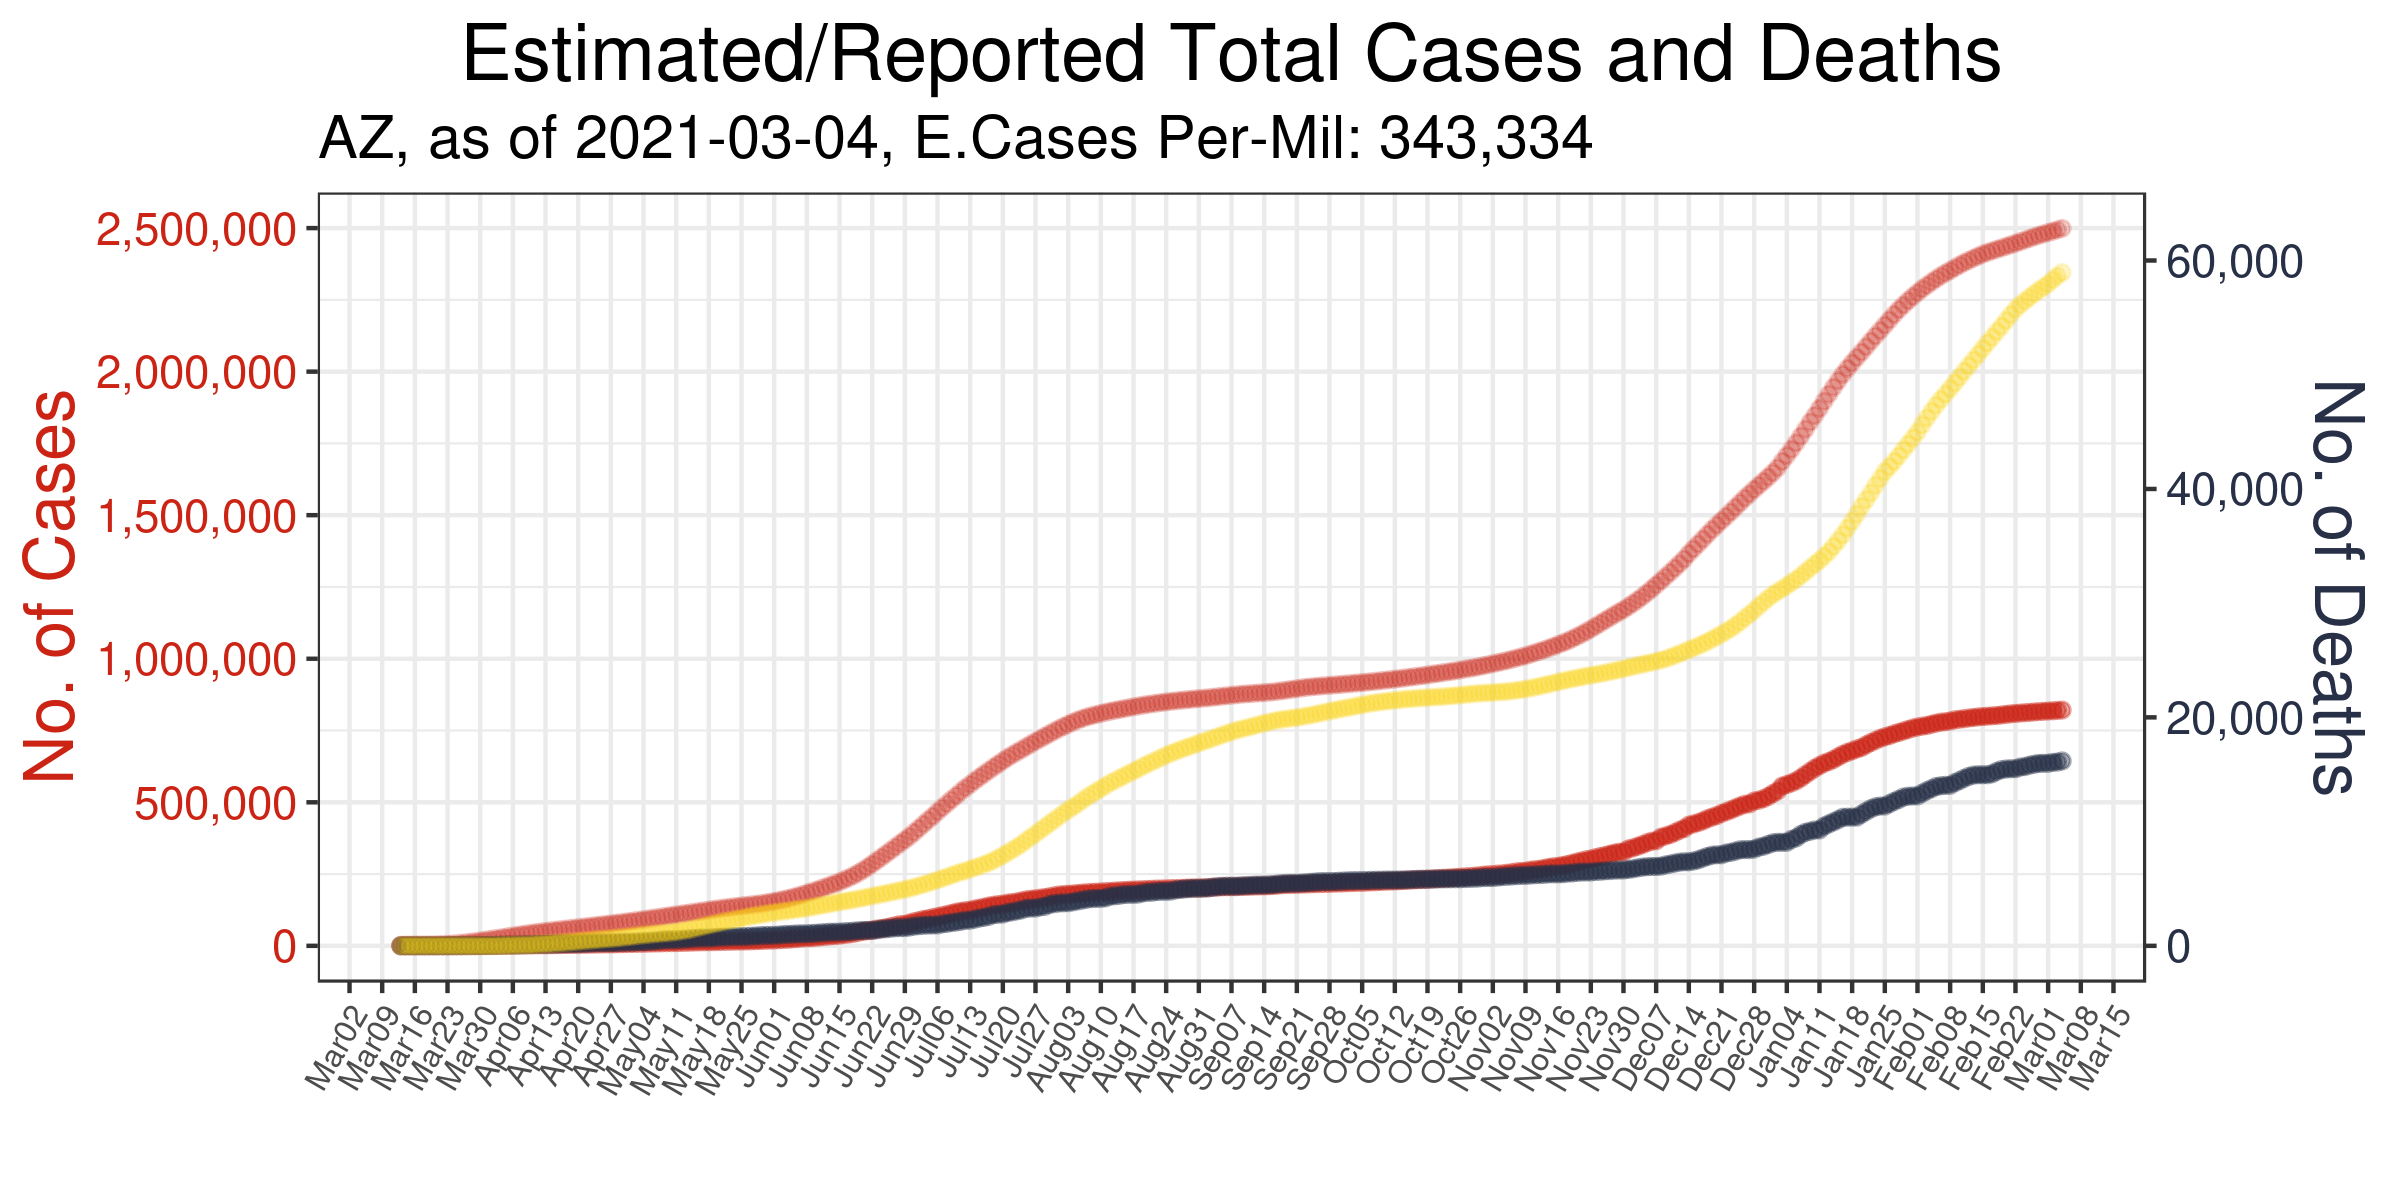 Estimated/Reported Total Cases and Deaths
AZ, as of 2021-03-04, E.Cases Per-Mil: 343,334
No. of Cases
2,500,000
2,000,000
1,500,000
1,000,000
500,000
0
60,000
40,000
20,000
0
No. of Deaths
Mar02
Mar09
Mar16
Mar23
Mar30
Apr06
Apr13
Apr20
Apr27
May04
May11
May18
May25
Jun01
Jun08
Jun15
Jun22
Jun29
Jul06
Jul13
Jul20
Jul27
Aug03
Aug10
Aug17
Aug24
Aug31
Sep07
Sep14
Sep21
Sep28
Oct05
Oct12
Oct19
Oct26
Nov02
Nov09
Nov16
Nov23
Nov30
Dec07
Dec14
Dec21
Dec28
Jan04
Jan11
Jan18
Jan25
Feb01
Feb08
Feb15
Feb22
Mar01
Mar08
Mar15